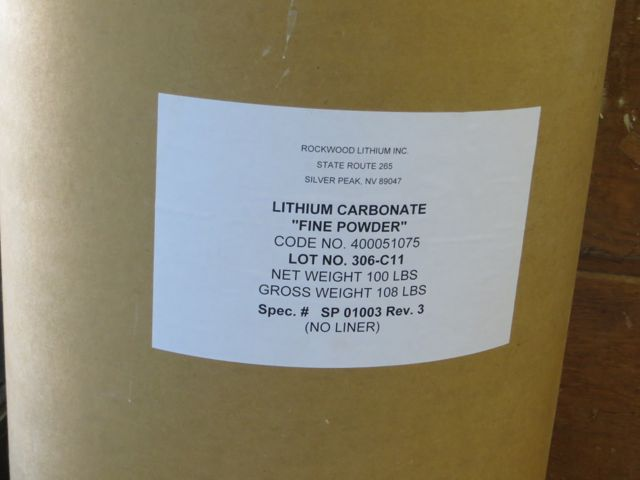 ROCKWOOD LITHIUM INC.
STATE ROUTE 265
SILVER PEAK, NV 89047
LITHIUM CARBONATE
"FINE POWDER"
CODE NO. 400051075
LOT NO. 306-C11
NET WEIGHT 100 LBS
GROSS WEIGHT 108 LBS
Spec. # SP 01003 Rev. 3
(NO LINER)